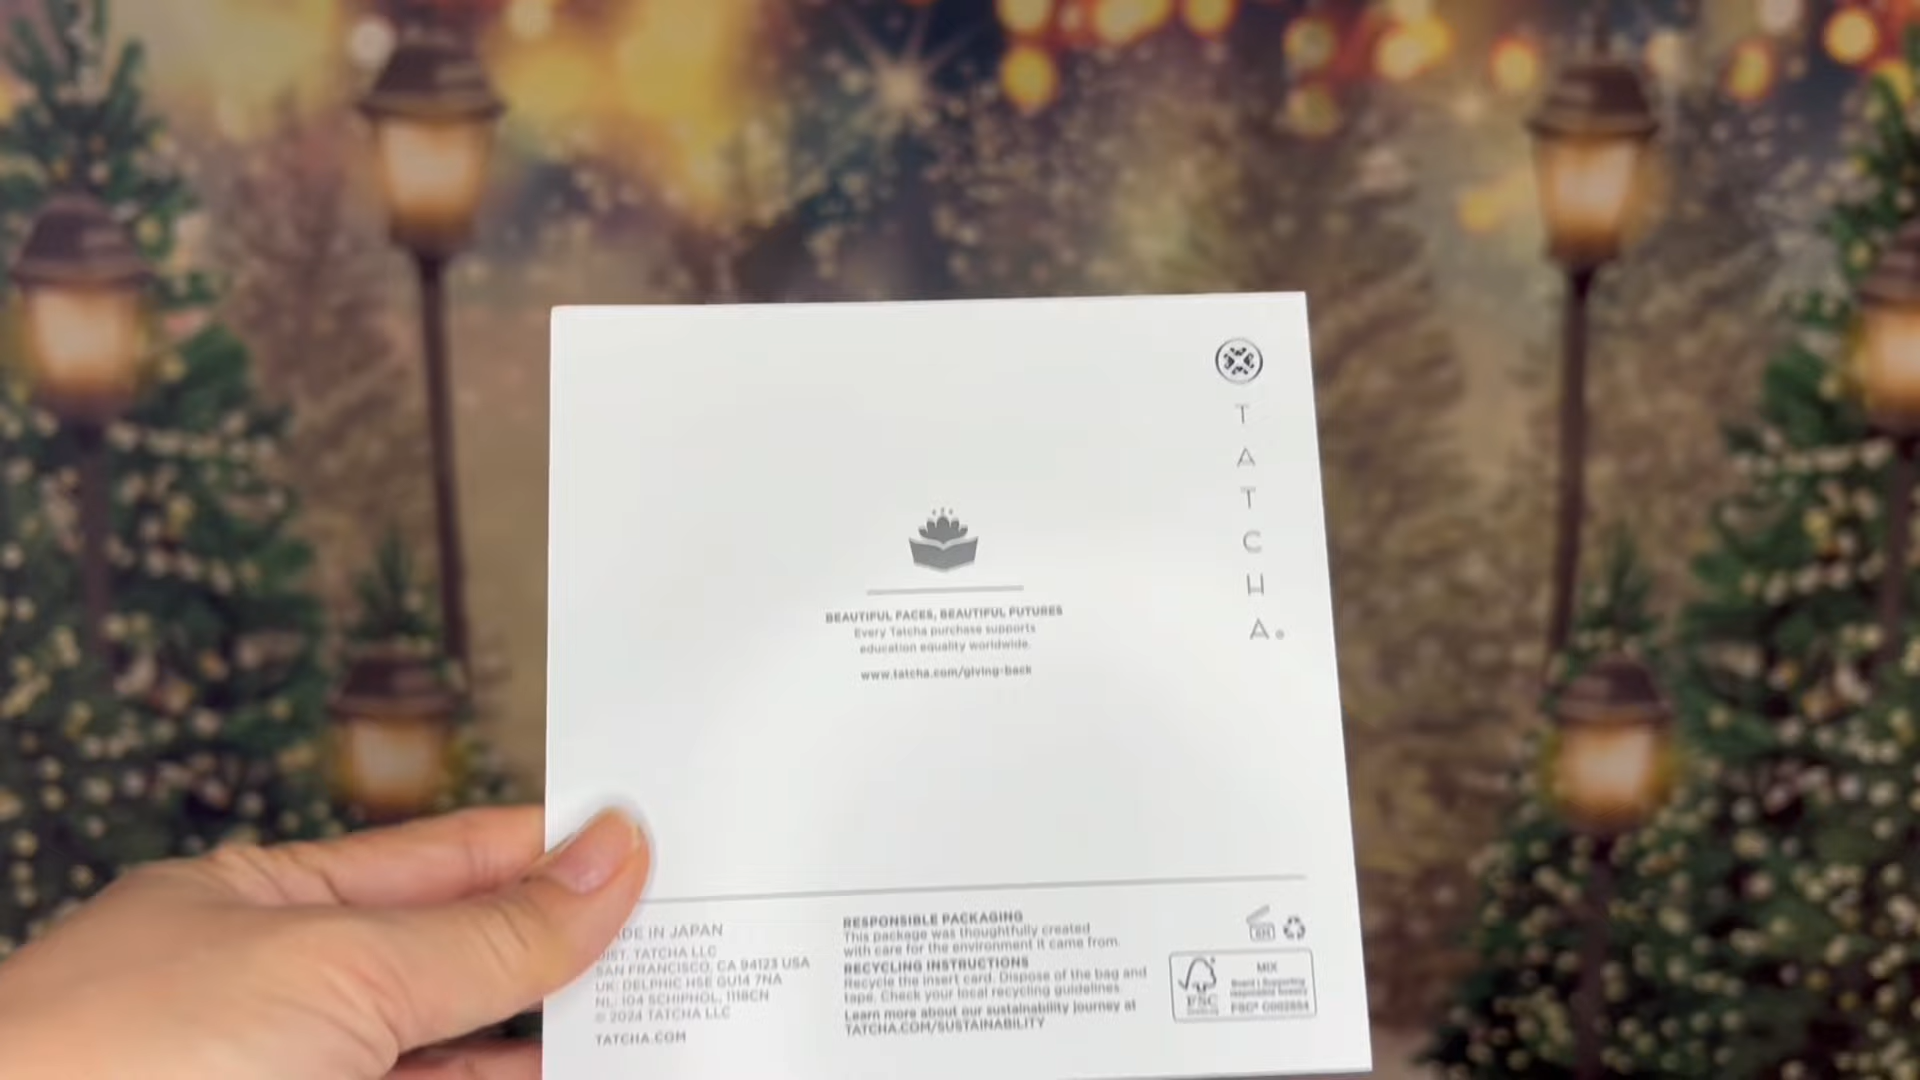 TATCHA®
BEAUTIFUL FACES, BEAUTIFUL FUTURES
Every Tatcha purchase supports
education equality worldwide.
www.tatcha.com/giving-back
ADE IN JAPAN
DIST. TATCHA LLC
SAN FRANCISCO, CA 94123 USA
UK: DELPHIC HSE GU14 7NA
NL: 104 SCHIPHOL, 1118CN
© 2024 TATCHA LLC
TATCHA.COM
RESPONSIBLE PACKAGING
This package was thoughtfully created
with care for the environment it came from.
RECYCLING INSTRUCTIONS
Recycle the insert card. Dispose of the bag and
tape. Check your local recycling guidelines.
Learn more about our sustainability journey at
TATCHA.COM/SUSTAINABILITY
FSC
MIX